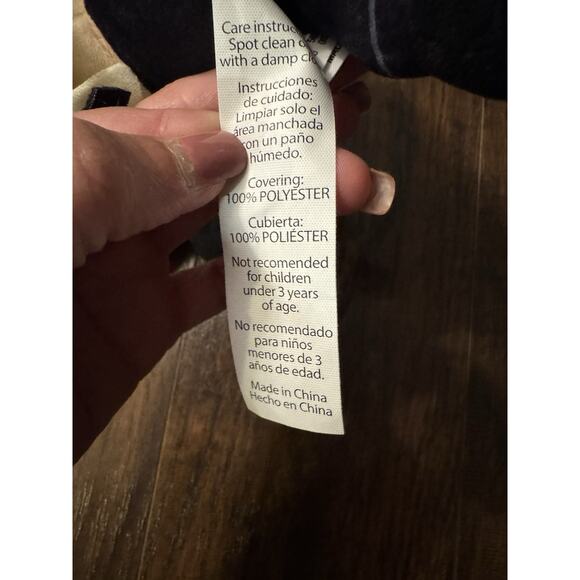 Care instruc
Spot clean o
with a damp cl
Instrucciones
de cuidado:
Limpiar solo el
área manchada
con un paño
húmedo.
Covering:
100% POLYESTER
Cubierta:
100% POLIÉSTER
Not recommended
for children
under 3 years
of age.
No recomendado
para niños
menores de 3
años de edad.
Made in China
Hecho en China